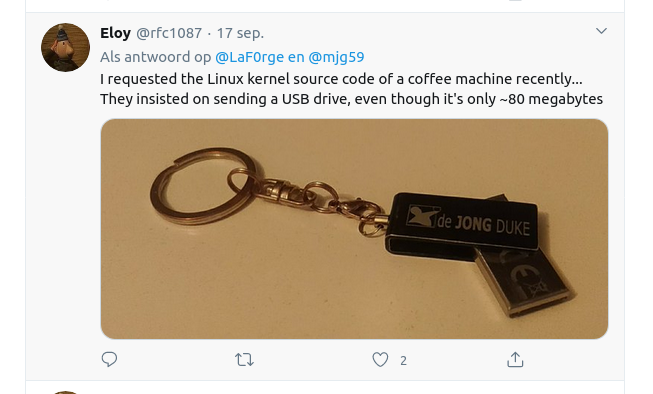 Eloy @rfc1087 · 17 sep.
Als antwoord op @LaF0rge en @mjg59
I requested the Linux kernel source code of a coffee machine recently...
They insisted on sending a USB drive, even though it's only ~80 megabytes
de JONG DUKE
2